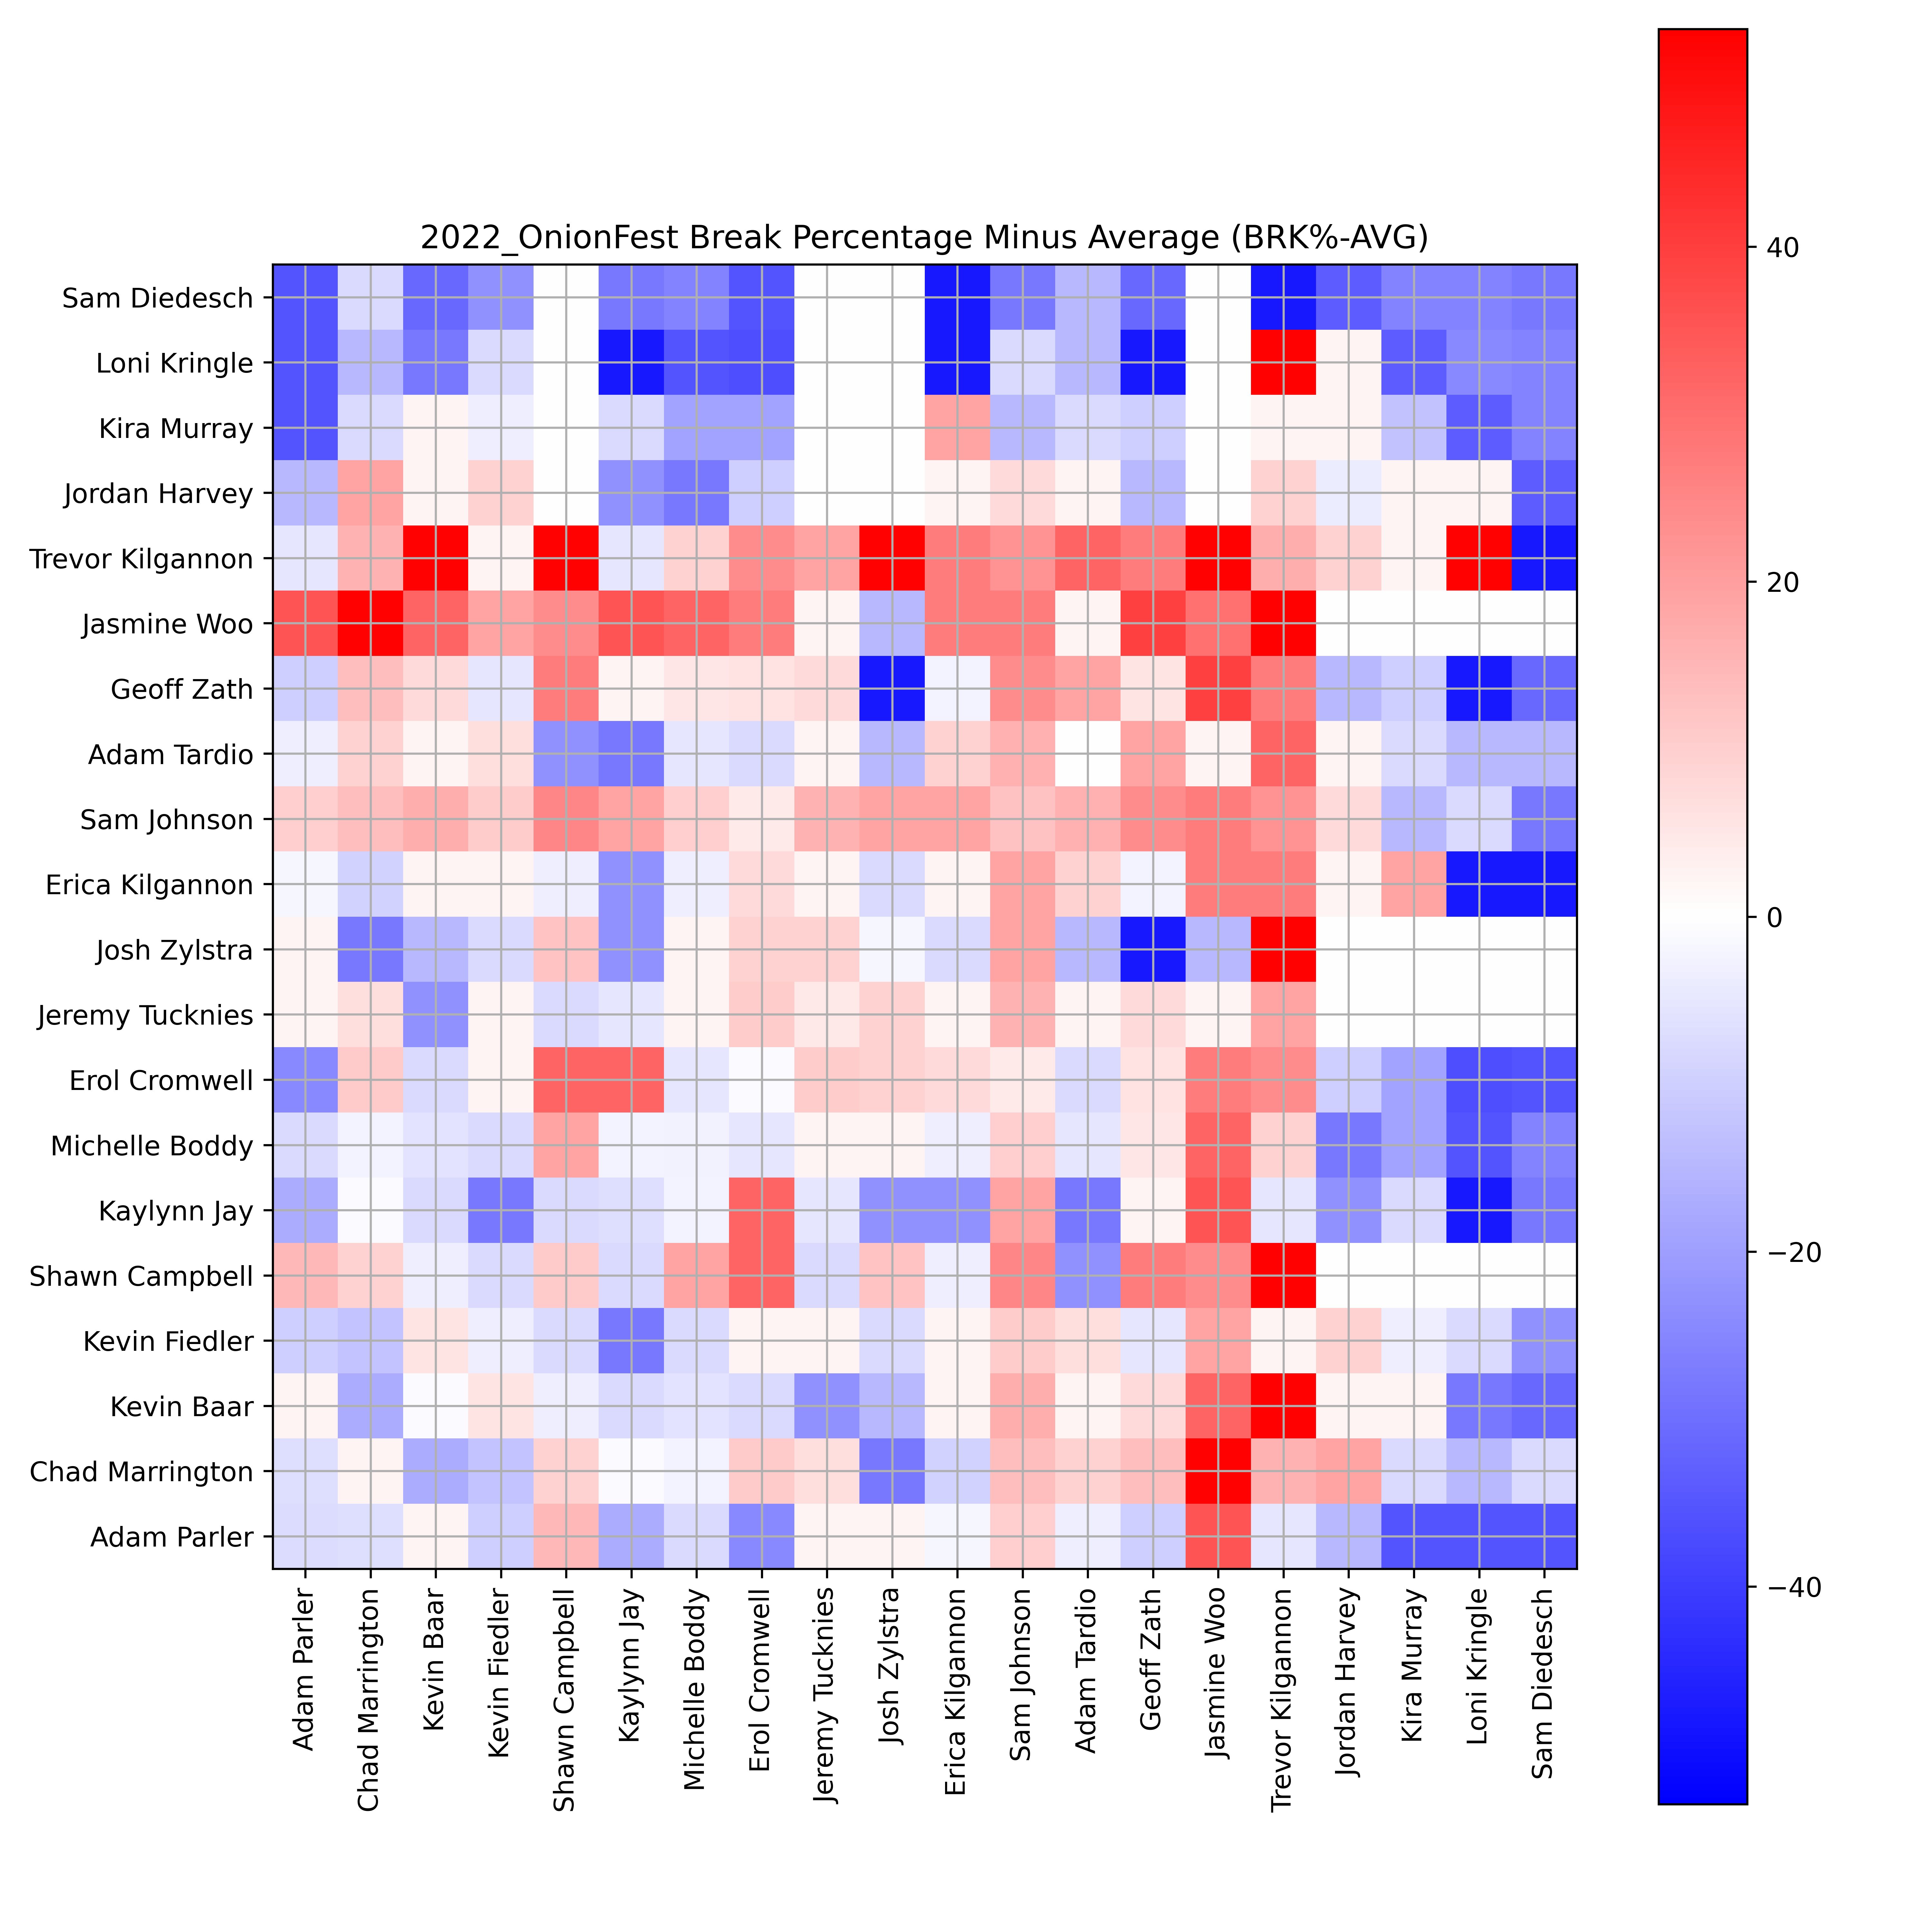 2022_OnionFest Break Percentage Minus Average (BRK%-AVG)
Sam Diedesch
Loni Kringle
Kira Murray
Jordan Harvey
Trevor Kilgannon
Jasmine Woo
Geoff Zath
Adam Tardio
Sam Johnson
Erica Kilgannon
Josh Zylstra
Jeremy Tucknies
Erol Cromwell
Michelle Boddy
Kaylynn Jay
Shawn Campbell
Kevin Fiedler
Kevin Baar
Chad Marrington
Adam Parler
Adam Parler
Chad Marrington
Kevin Baar
Kevin Fiedler
Shawn Campbell
Kaylynn Jay
Michelle Boddy
Erol Cromwell
Jeremy Tucknies
Josh Zylstra
Erica Kilgannon
Sam Johnson
Adam Tardio
Geoff Zath
Jasmine Woo
Trevor Kilgannon
Jordan Harvey
Kira Murray
Loni Kringle
Sam Diedesch
40
20
0
−20
−40